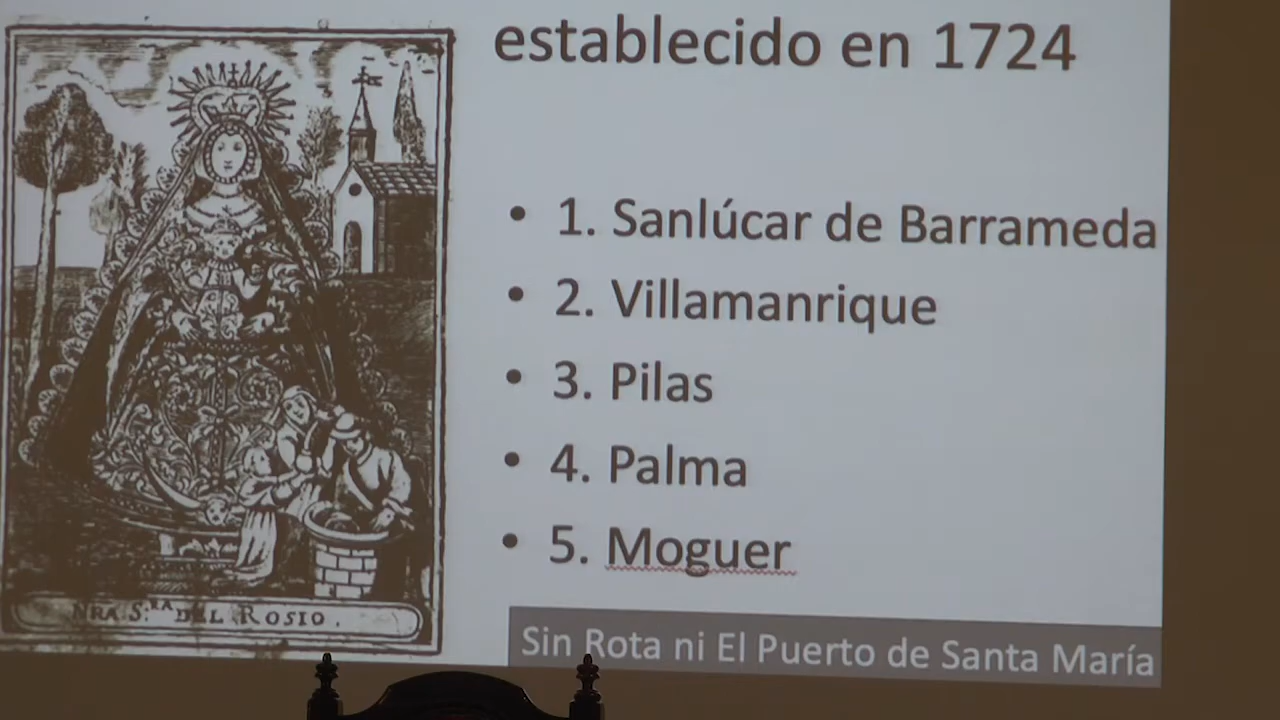 establecido en 1724
• 1. Sanlúcar de Barrameda
• 2. Villamanrique
• 3. Pilas
• 4. Palma
• 5. Moguer
Sin Rota ni El Puerto de Santa María
NRA S.RA DEL ROSIO.